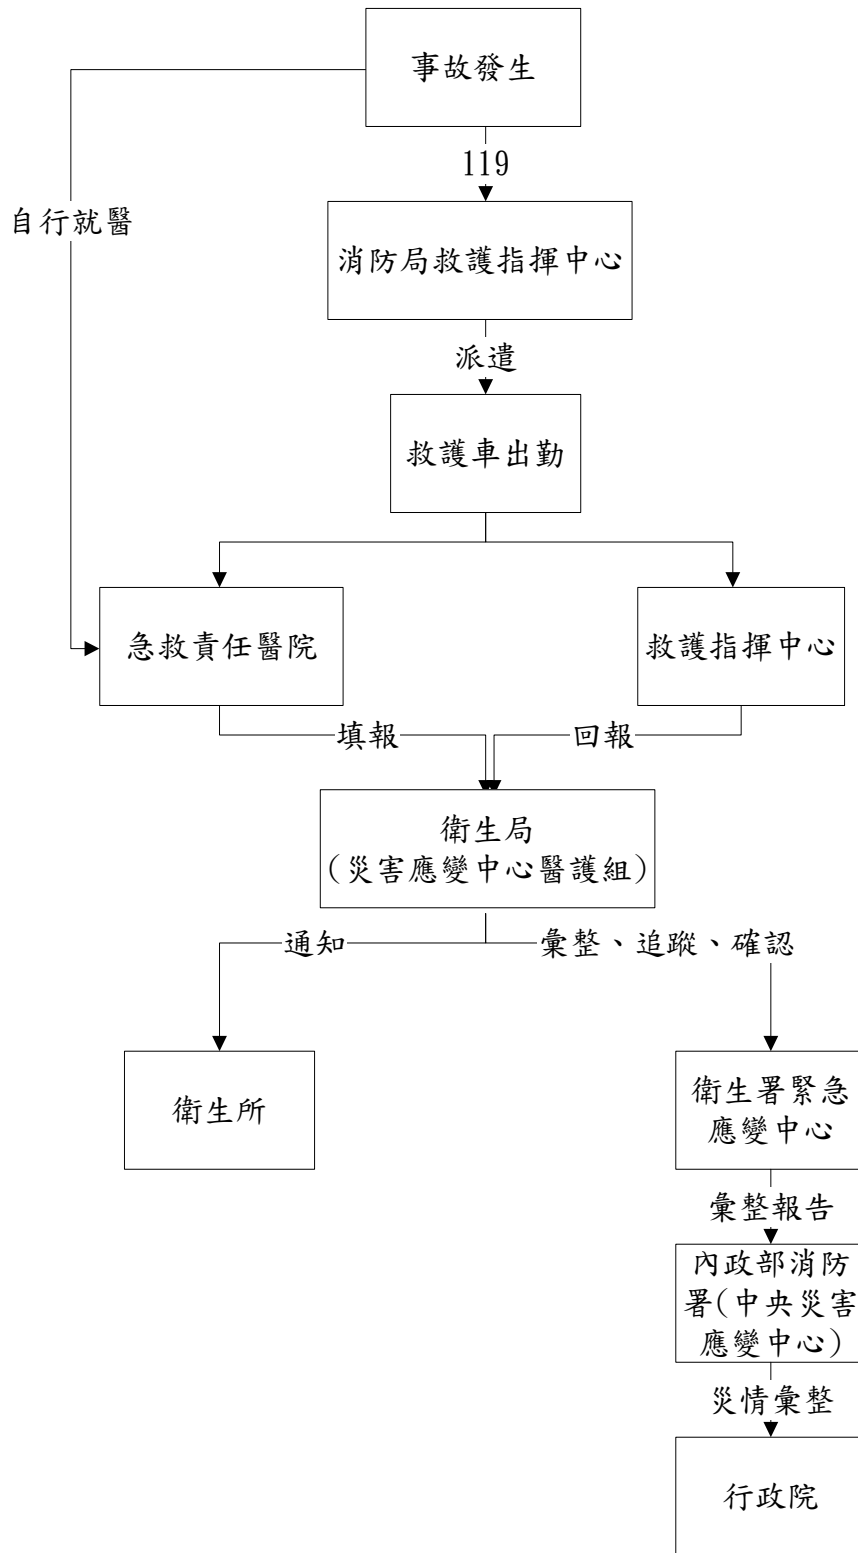 事故發生
119
自行就醫
消防局救護指揮中心
派遣
救護車出勤
急救責任醫院
救護指揮中心
填報
回報
衛生局
(災害應變中心醫護組)
通知
彙整、追蹤、確認
衛生所
衛生署緊急
應變中心
彙整報告
內政部消防
署(中央災害
應變中心)
災情彙整
行政院